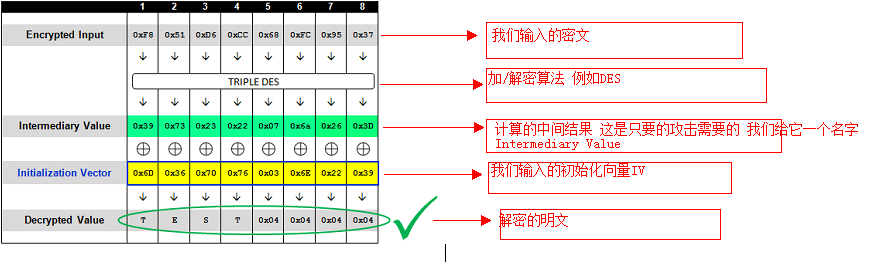 1 2 3 4 5 6 7 8
Encrypted Input 0xF8 0x51 0xD6 0xCC 0x68 0xFC 0x95 0x37
我们输入的密文
TRIPLE DES
加/解密算法 例如DES
Intermediary Value 0x39 0x73 0x23 0x22 0x07 0x6a 0x26 0x3D
计算的中间结果 这是只要的攻击需要的 我们给它一个名字
Intermediary Value
Initialization Vector 0x6D 0x36 0x70 0x76 0x03 0x6E 0x22 0x39
我们输入的初始化向量IV
Decrypted Value T E S T 0x04 0x04 0x04 0x04
解密的明文